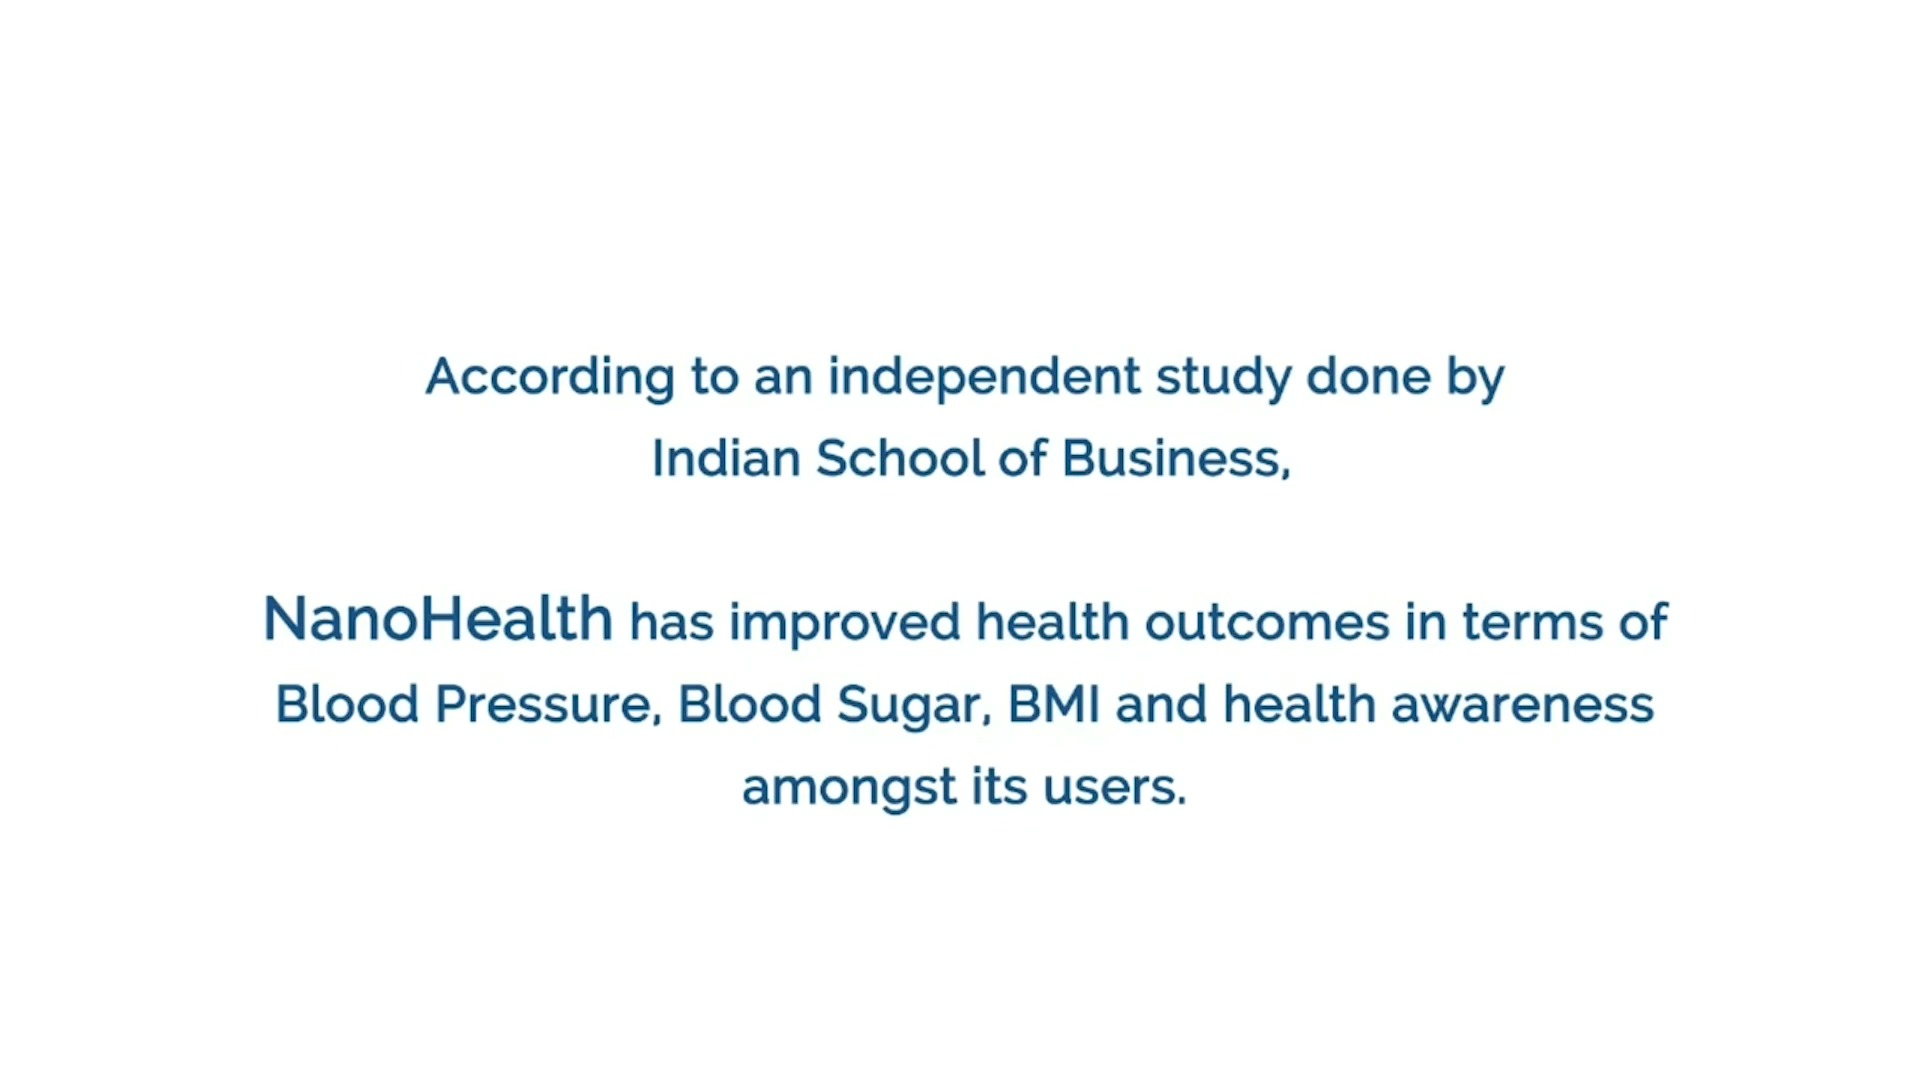 According to an independent study done by
Indian School of Business,
NanoHealth has improved health outcomes in terms of
Blood Pressure, Blood Sugar, BMI and health awareness
amongst its users.